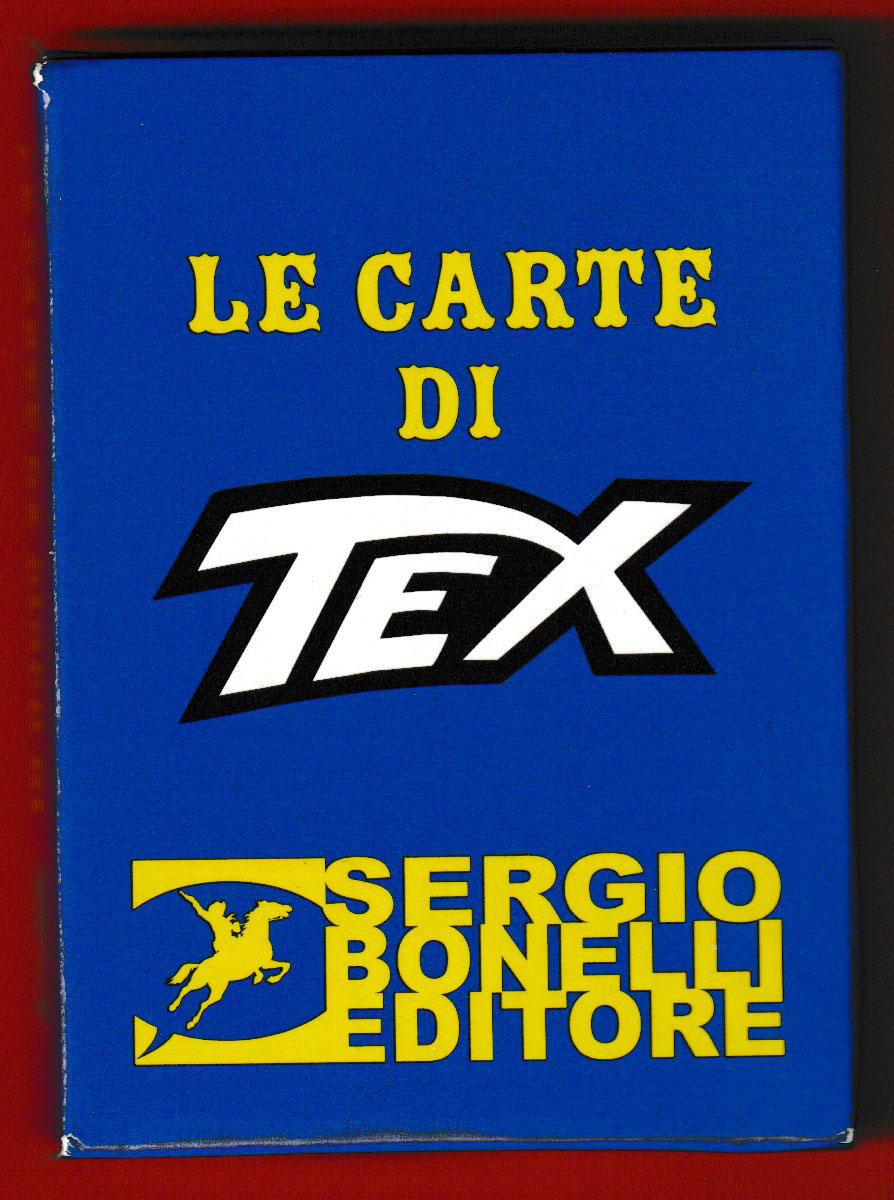 LE CARTE
DI
TEX
SERGIO
BONELLI
EDITORE